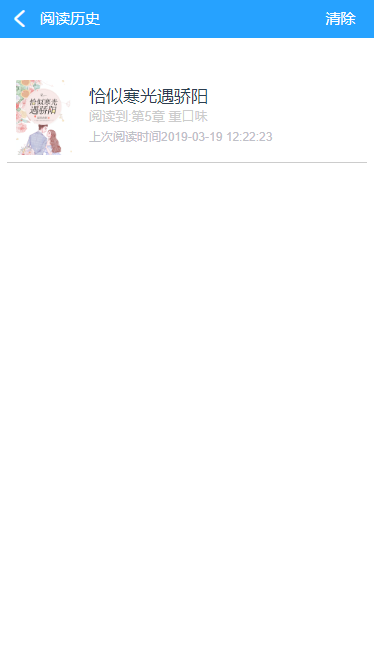 阅读历史
清除
恰似寒光
遇骄阳
恰似寒光遇骄阳
阅读到:第5章 重口味
上次阅读时间2019-03-19 12:22:23